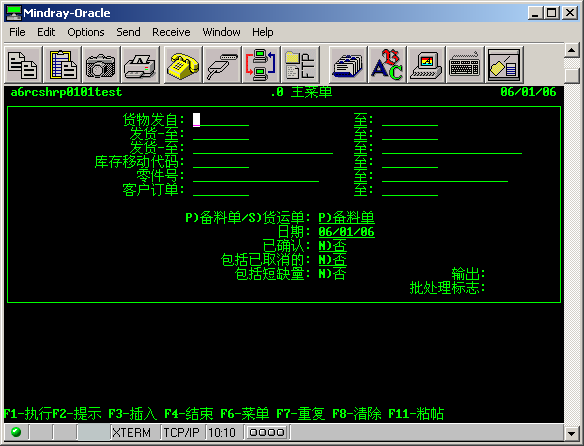 Mindray-Oracle
File Edit Options Send Receive Window Help
a6rcshrp0101test .0 主菜单 06/01/06
货物发自: 至:
发货-至: 至:
发货-至: 至:
库存移动代码: 至:
零件号: 至:
客户订单: 至:
P)备料单/S)货运单: P)备料单
日期: 06/01/06
已确认: N)否
包括已取消的: N)否
包括短缺量: N)否 输出:
批处理标志:
F1-执行F2-提示 F3-插入 F4-结束 F6-菜单 F7-重复 F8-清除 F11-粘帖
XTERM TCP/IP 10:10